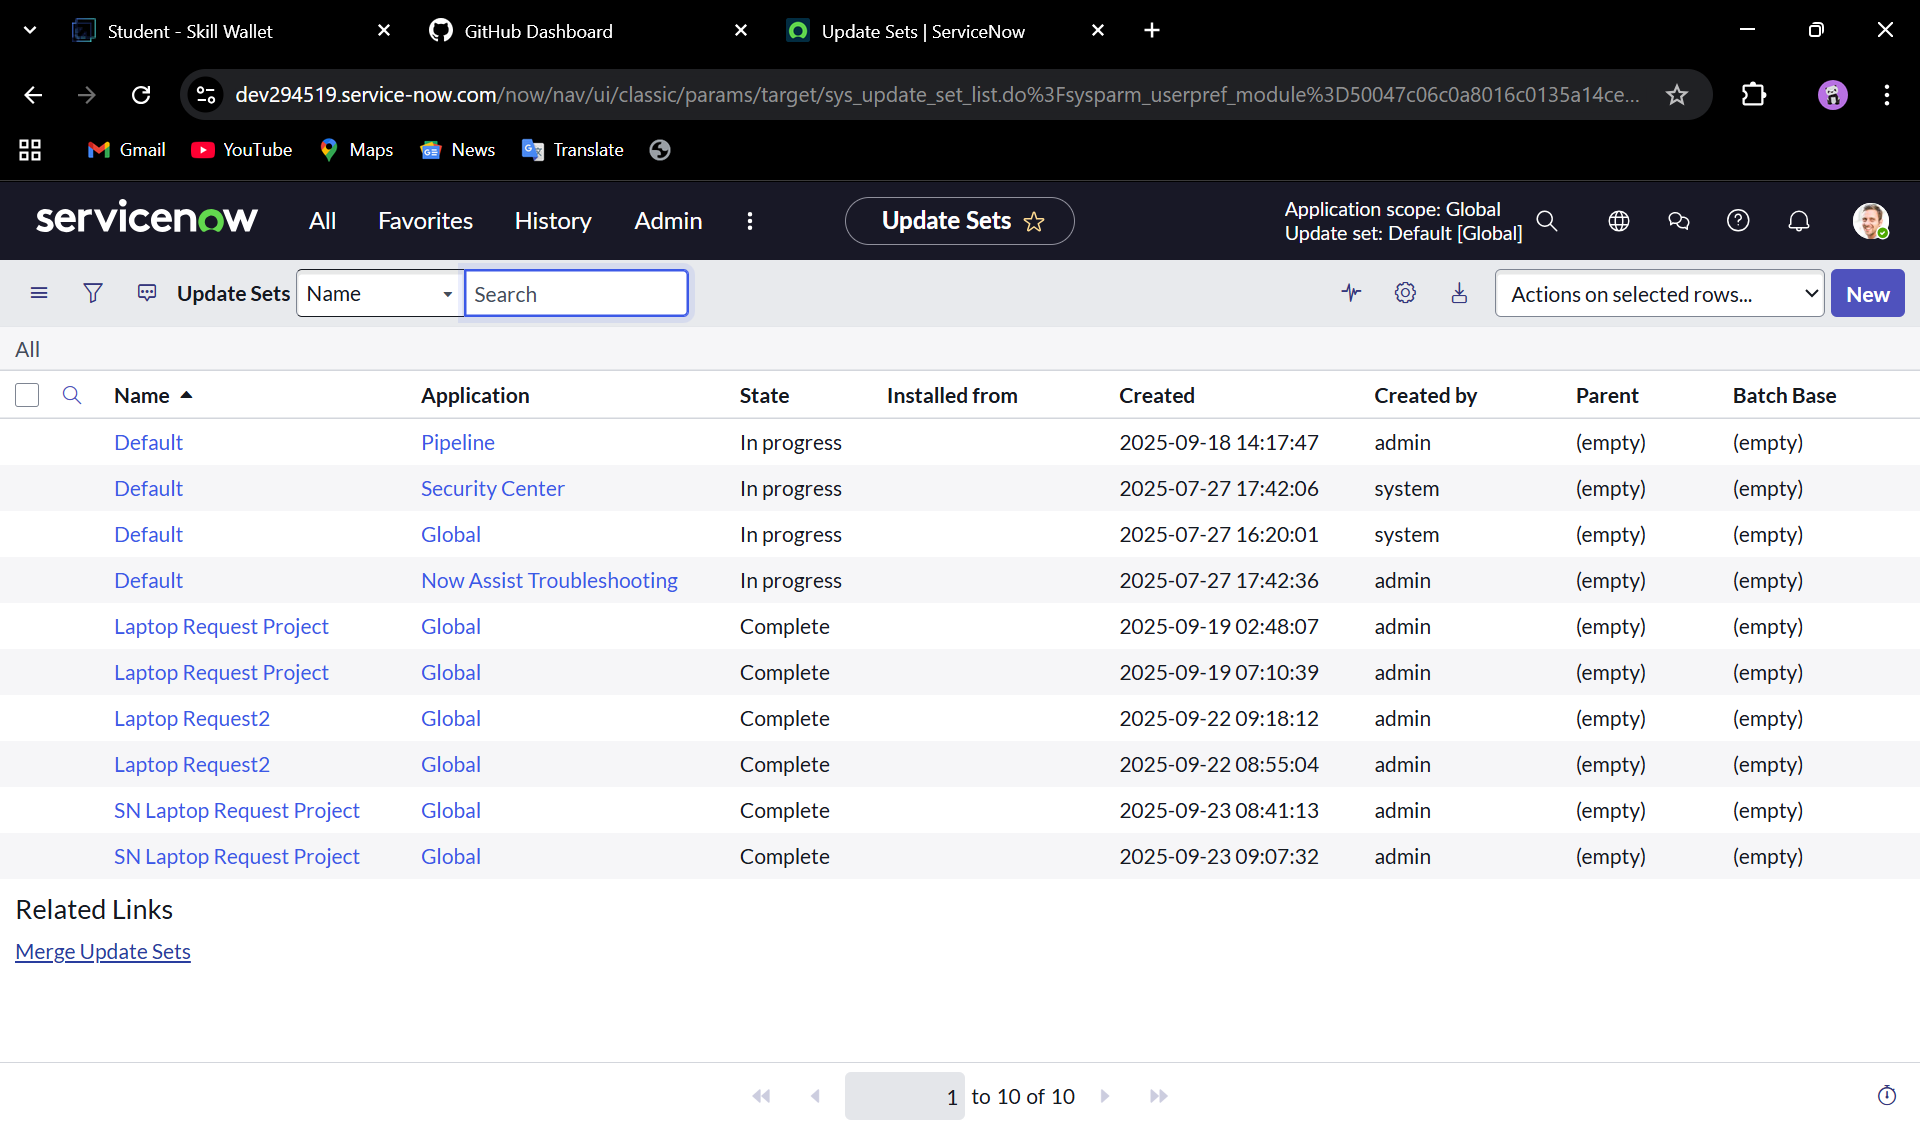 Student - Skill Wallet
GitHub Dashboard
Update Sets | ServiceNow
dev294519.service-now.com/now/nav/ui/classic/params/target/sys_update_set_list.do%3Fsysparm_userpref_module%3D50047c06c0a8016c0135a14ce...
Gmail YouTube Maps News Translate
servicenow All Favorites History Admin Update Sets
Application scope: Global
Update set: Default [Global]
Update Sets Name Search Actions on selected rows... New
All
Name Application State Installed from Created Created by Parent Batch Base
Default Pipeline In progress 2025-09-18 14:17:47 admin (empty) (empty)
Default Security Center In progress 2025-07-27 17:42:06 system (empty) (empty)
Default Global In progress 2025-07-27 16:20:01 system (empty) (empty)
Default Now Assist Troubleshooting In progress 2025-07-27 17:42:36 admin (empty) (empty)
Laptop Request Project Global Complete 2025-09-19 02:48:07 admin (empty) (empty)
Laptop Request Project Global Complete 2025-09-19 07:10:39 admin (empty) (empty)
Laptop Request2 Global Complete 2025-09-22 09:18:12 admin (empty) (empty)
Laptop Request2 Global Complete 2025-09-22 08:55:04 admin (empty) (empty)
SN Laptop Request Project Global Complete 2025-09-23 08:41:13 admin (empty) (empty)
SN Laptop Request Project Global Complete 2025-09-23 09:07:32 admin (empty) (empty)
Related Links
Merge Update Sets
1 to 10 of 10